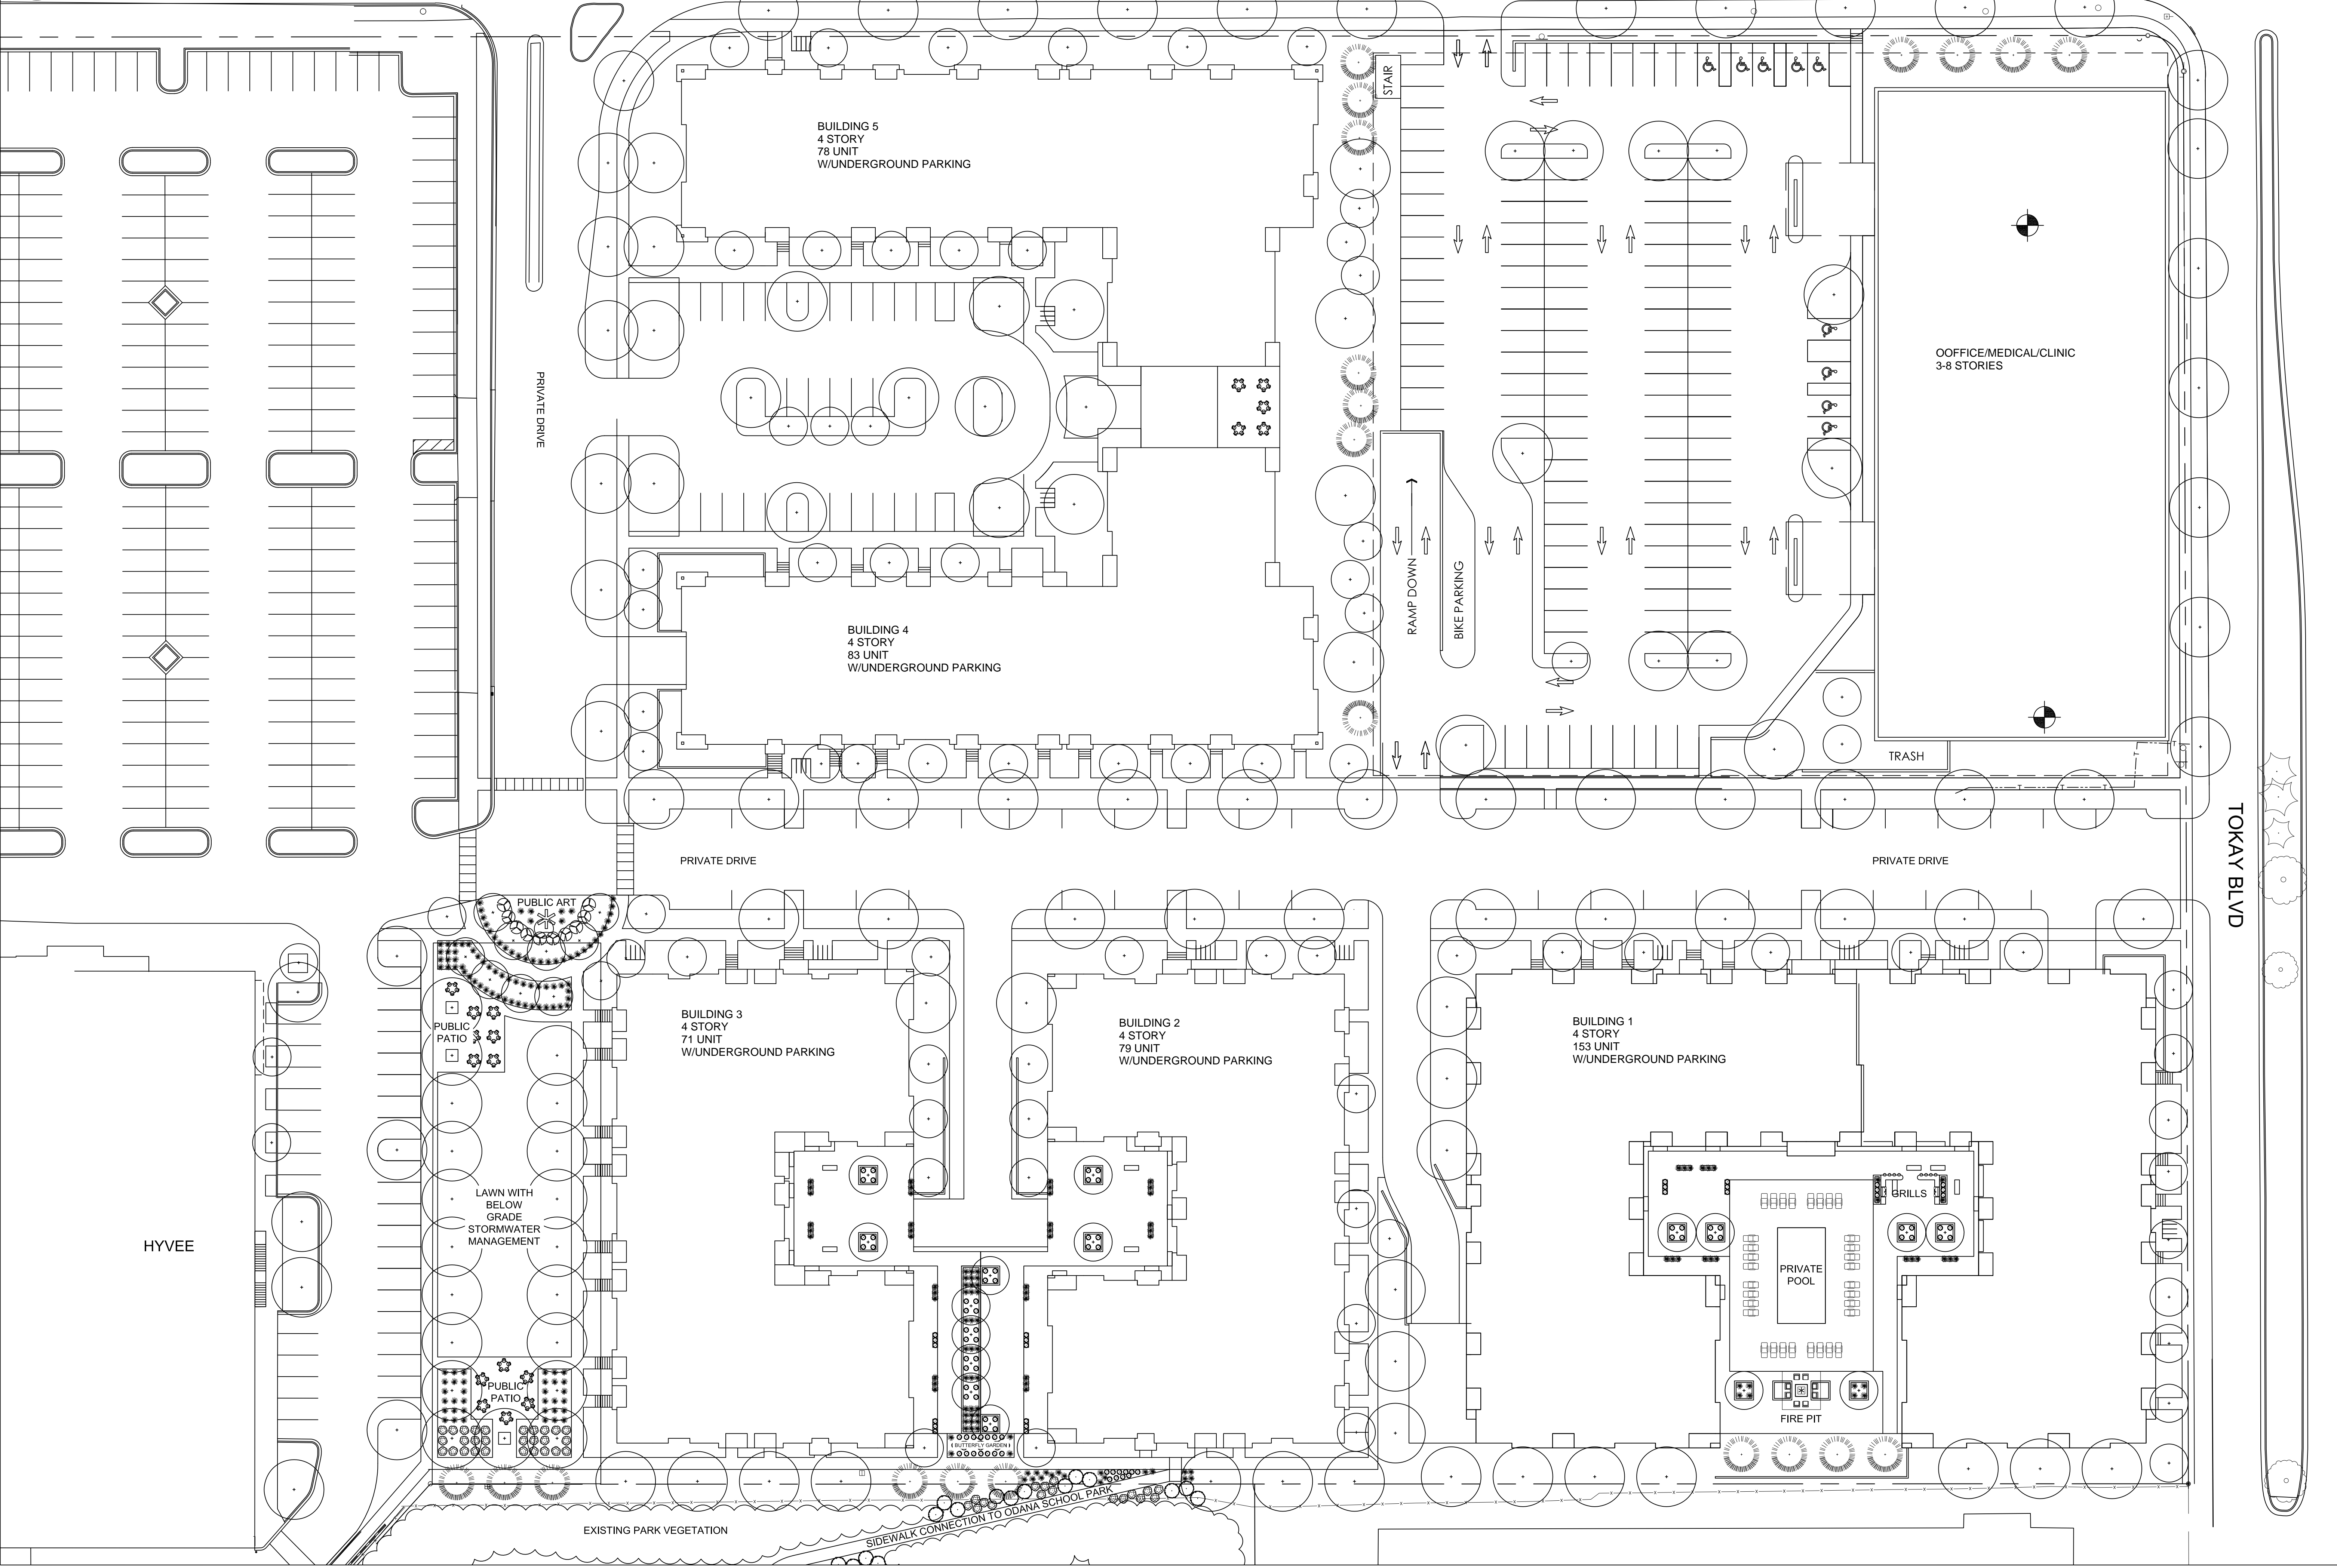 STAIR
BUILDING 5
4 STORY
78 UNIT
W/UNDERGROUND PARKING
OOFFICE/MEDICAL/CLINIC
3-8 STORIES
PRIVATE DRIVE
RAMP DOWN
BIKE PARKING
BUILDING 4
4 STORY
83 UNIT
W/UNDERGROUND PARKING
TRASH
TOKAY BLVD
PRIVATE DRIVE
PRIVATE DRIVE
PUBLIC ART
PUBLIC
PATIO
BUILDING 3
4 STORY
71 UNIT
W/UNDERGROUND PARKING
BUILDING 2
4 STORY
79 UNIT
W/UNDERGROUND PARKING
BUILDING 1
4 STORY
153 UNIT
W/UNDERGROUND PARKING
LAWN WITH
BELOW
GRADE
STORMWATER
MANAGEMENT
GRILLS
HYVEE
PRIVATE
POOL
PUBLIC
PATIO
FIRE PIT
BUTTERFLY GARDEN
SIDEWALK CONNECTION TO ODANA SCHOOL PARK
EXISTING PARK VEGETATION